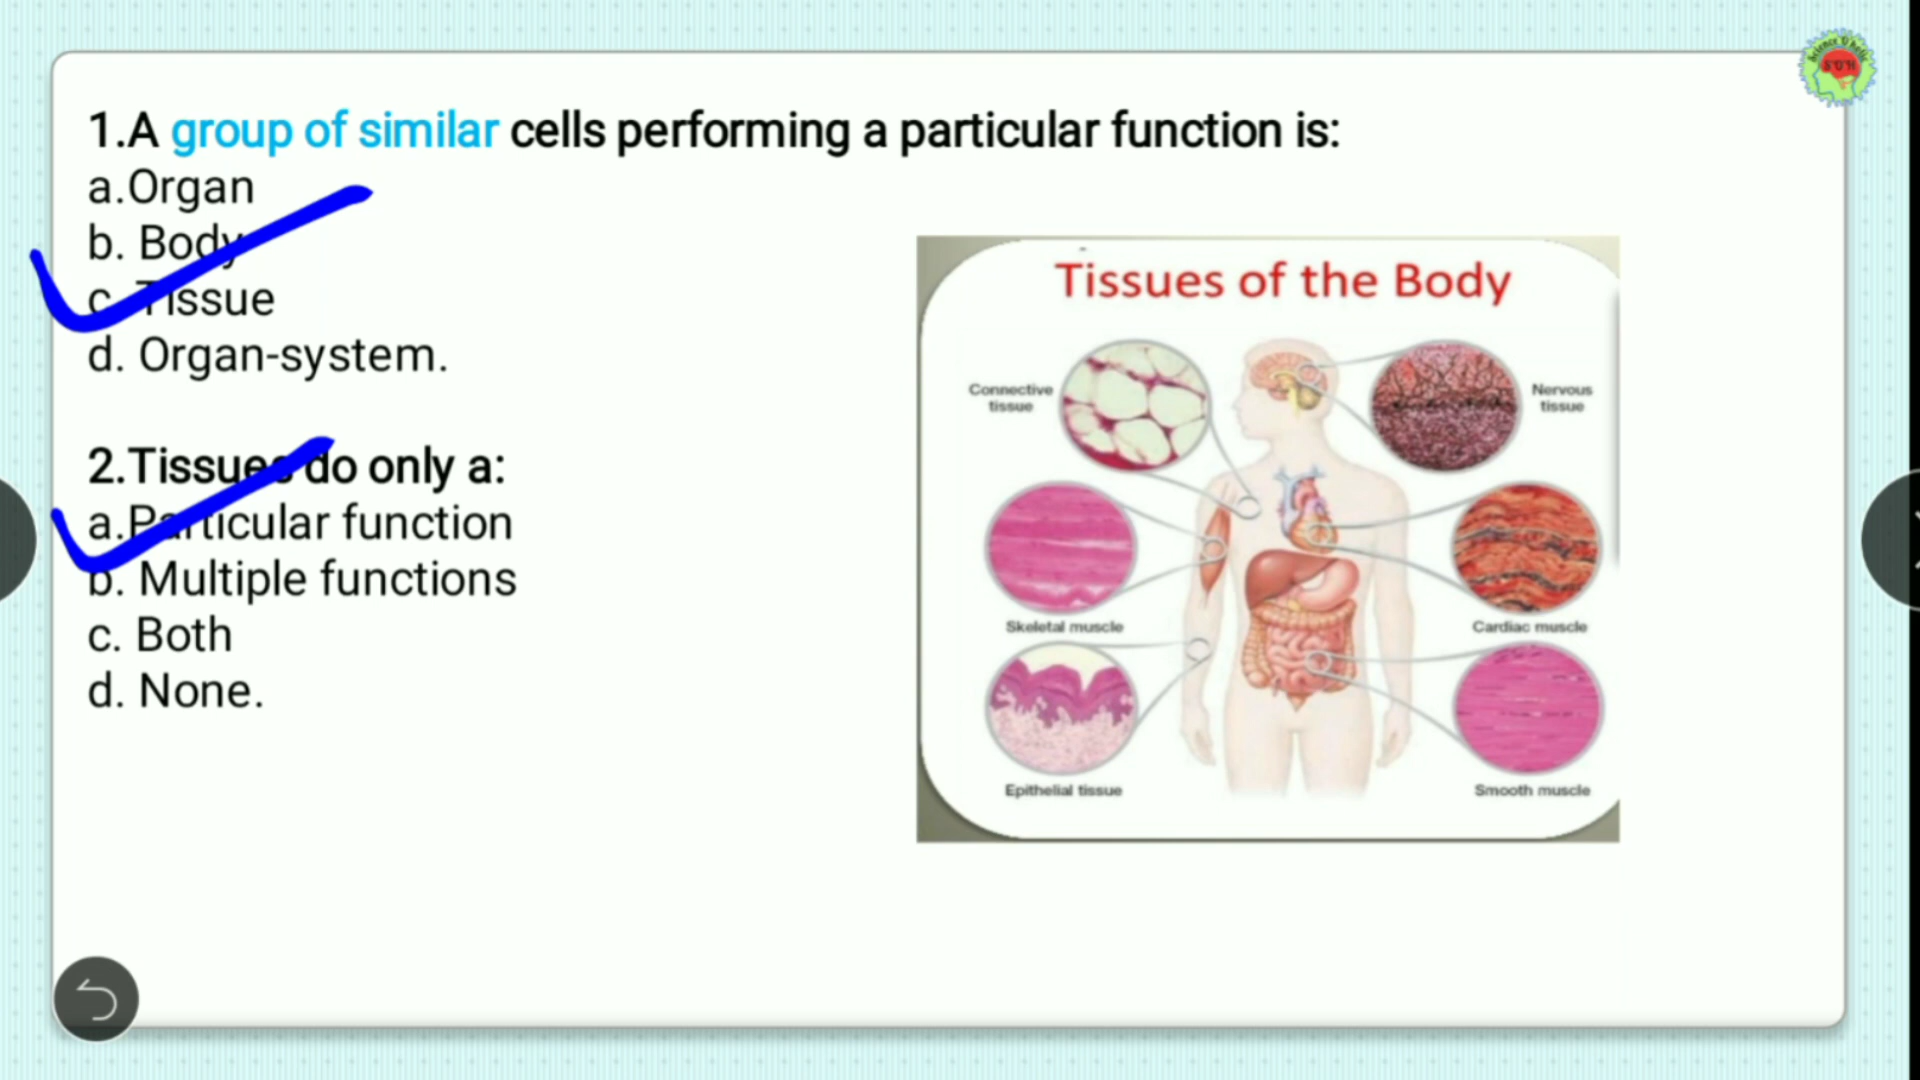 1.A group of similar cells performing a particular function is:
a.Organ
b. Body
c. Tissue
d. Organ-system.
2.Tissues do only a:
a.Particular function
b. Multiple functions
c. Both
d. None.
Tissues of the Body
Connective
tissue
Nervous
tissue
Skeletal muscle
Cardiac muscle
Epithelial tissue
Smooth muscle
S'O'H